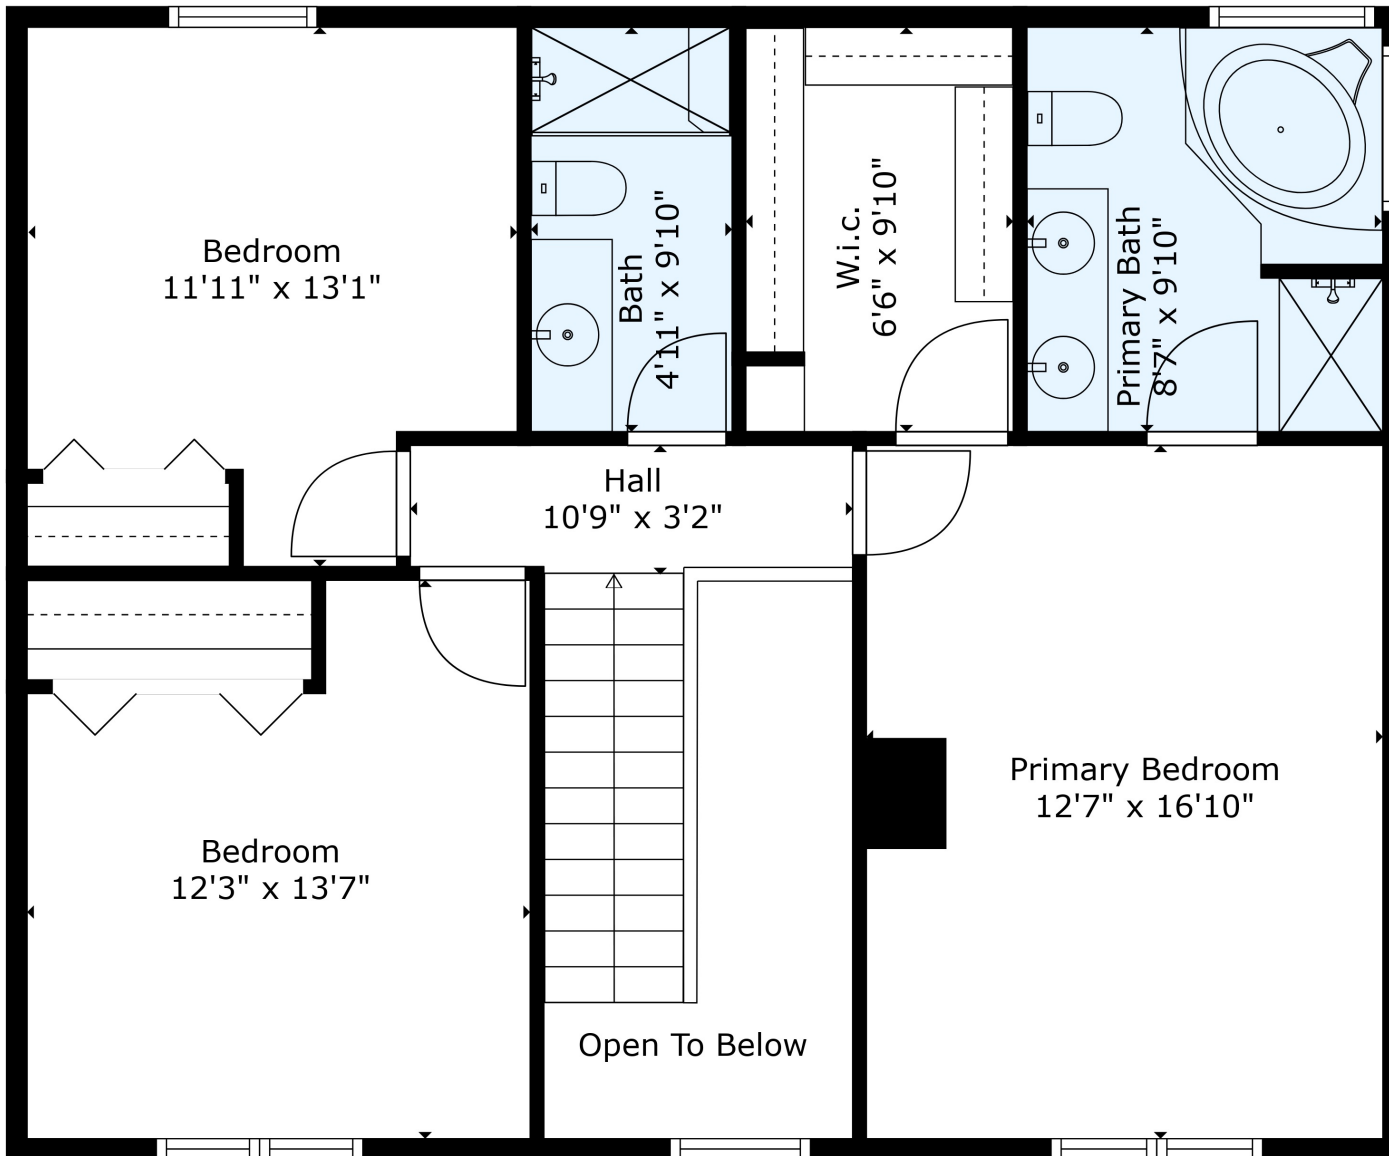 Bedroom
11'11" x 13'1"
Bath
4'11" x 9'10"
W.i.c.
6'6" x 9'10"
Primary Bath
8'7" x 9'10"
Hall
10'9" x 3'2"
Primary Bedroom
12'7" x 16'10"
Bedroom
12'3" x 13'7"
Open To Below